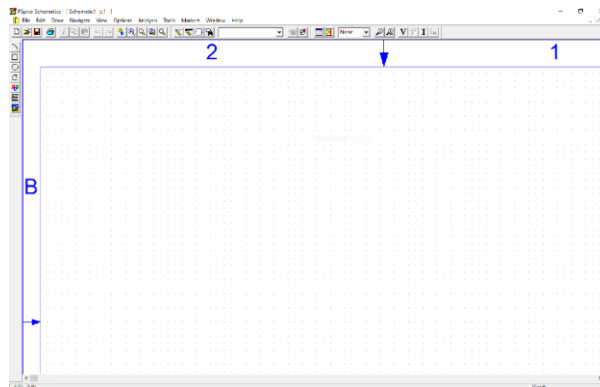 PSpice Schematics - [ Schematic1 p.1 ]
File Edit Draw Navigate View Options Analysis Tools Markers Window Help
None
V I
2 1
B